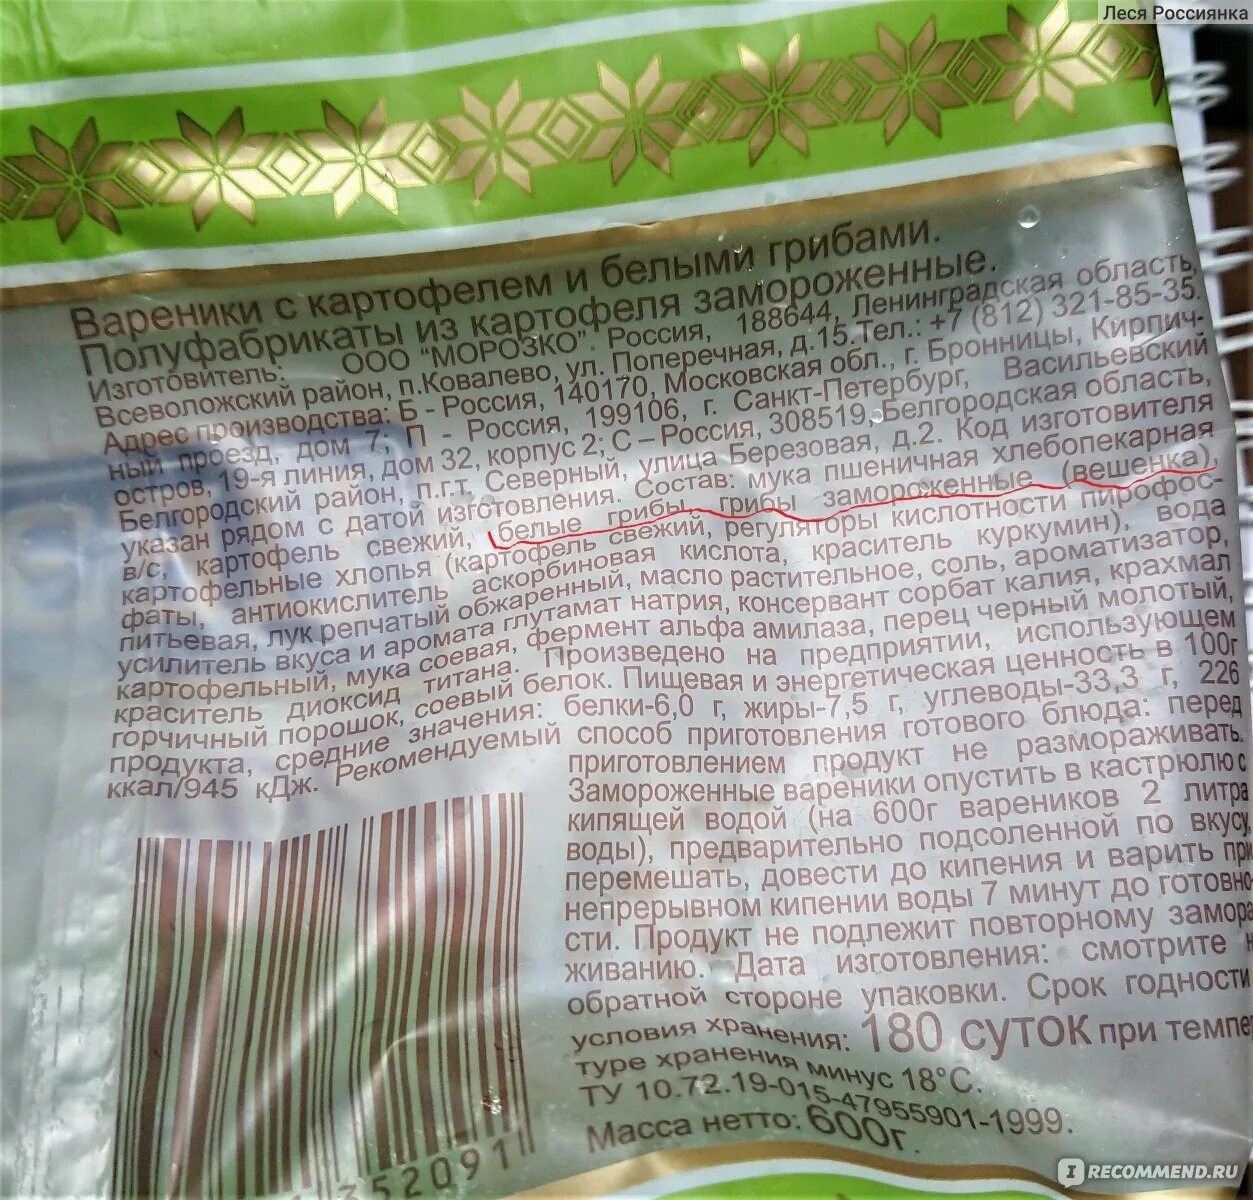 Леся Россиянка
Вареники с картофелем и белыми грибами.
Полуфабрикаты из картофеля замороженные.
Изготовитель: ООО "МОРОЗКО". Россия, 188644, Ленинградская область,
Всеволожский район, п.Ковалево, ул. Поперечная, д.15.Тел.: +7 (812) 321-85-35.
Адрес производства: Б - Россия, 140170, Московская обл., г. Бронницы, Кирпич-
ный проезд, дом 7; П - Россия, 199106, г. Санкт-Петербург, Васильевский
остров, 19-я линия, дом 32, корпус 2; С – Россия, 308519, Белгородская область,
Белгородский район, п.г.т. Северный, улица Березовая, д.2. Код изготовителя
указан рядом с датой изготовления. Состав: мука пшеничная хлебопекарная
в/с, картофель свежий, белые грибы, грибы замороженные (вешенка),
картофельные хлопья (картофель свежий, регуляторы кислотности пирофос-
фаты, антиокислитель аскорбиновая кислота, краситель куркумин), вода
питьевая, лук репчатый обжаренный, масло растительное, соль, ароматизатор,
усилитель вкуса и аромата глутамат натрия, консервант сорбат калия, крахмал
картофельный, мука соевая, фермент альфа амилаза, перец черный молотый,
краситель диоксид титана. Произведено на предприятии, использующем
горчичный порошок, соевый белок. Пищевая и энергетическая ценность в 100г
продукта, средние значения: белки-6,0 г, жиры-7,5 г, углеводы-33,3 г, 226
ккал/945 кДж. Рекомендуемый способ приготовления готового блюда: перед
приготовлением продукт не размораживать.
Замороженные вареники опустить в кастрюлю с
кипящей водой (на 600г вареников 2 литра
воды), предварительно подсоленной по вкусу,
перемешать, довести до кипения и варить при
непрерывном кипении воды 7 минут до готовно-
сти. Продукт не подлежит повторному замора-
живанию. Дата изготовления: смотрите н
обратной стороне упаковки. Срок годности
условия хранения: 180 суток при темпе
туре хранения минус 18°С.
ТУ 10.72.19-015-47955901-1999.
Масса нетто: 600г.
352091
IRECOMMEND.RU